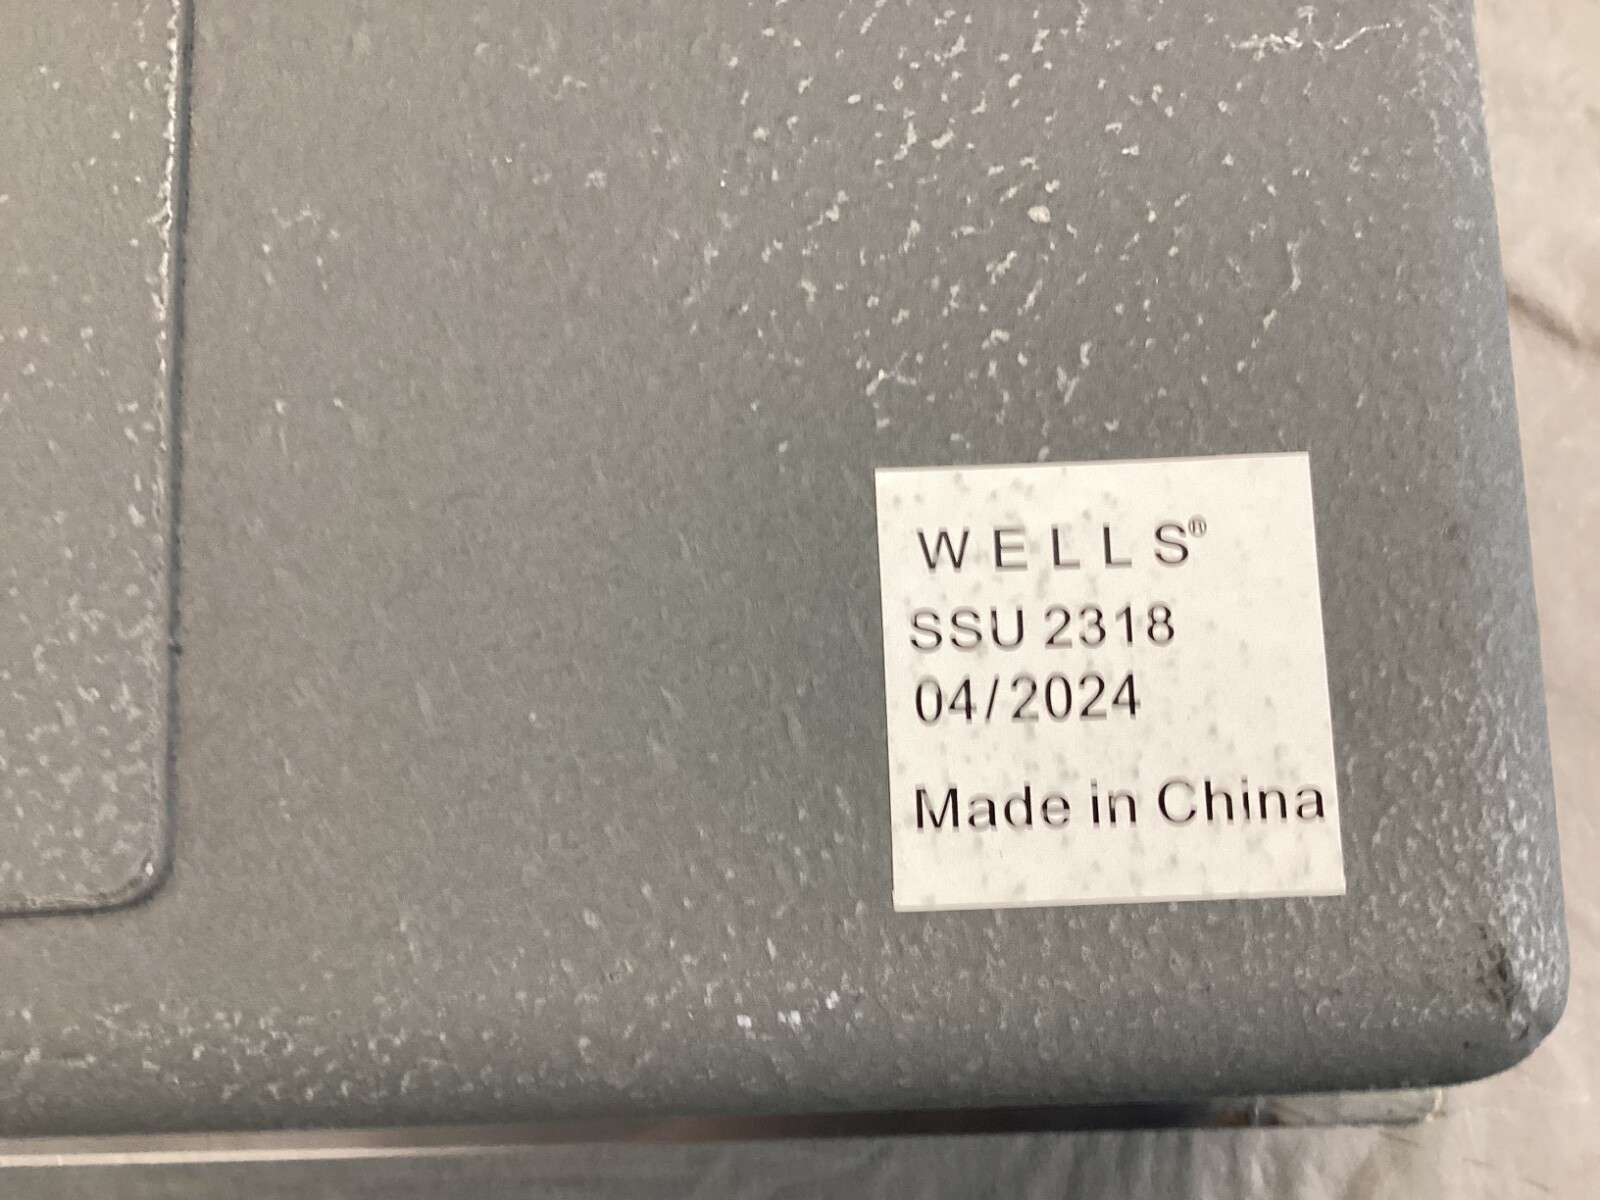 WELLS®
SSU 2318
04/2024
Made in China